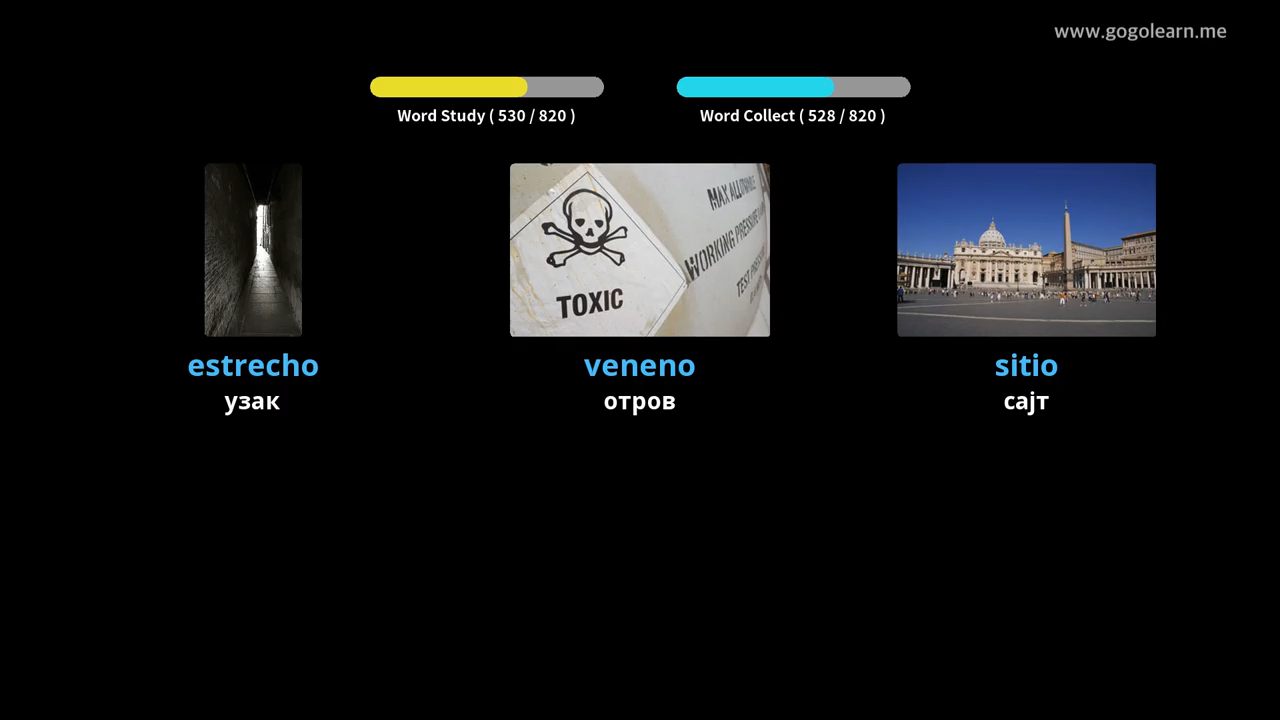 www.gogolearn.me
Word Study ( 530 / 820 )
Word Collect ( 528 / 820 )
TOXIC
MAX ALLOWABLE
WORKING PRESSURE
TEST
estrecho
veneno
sitio
узак
отров
сајт